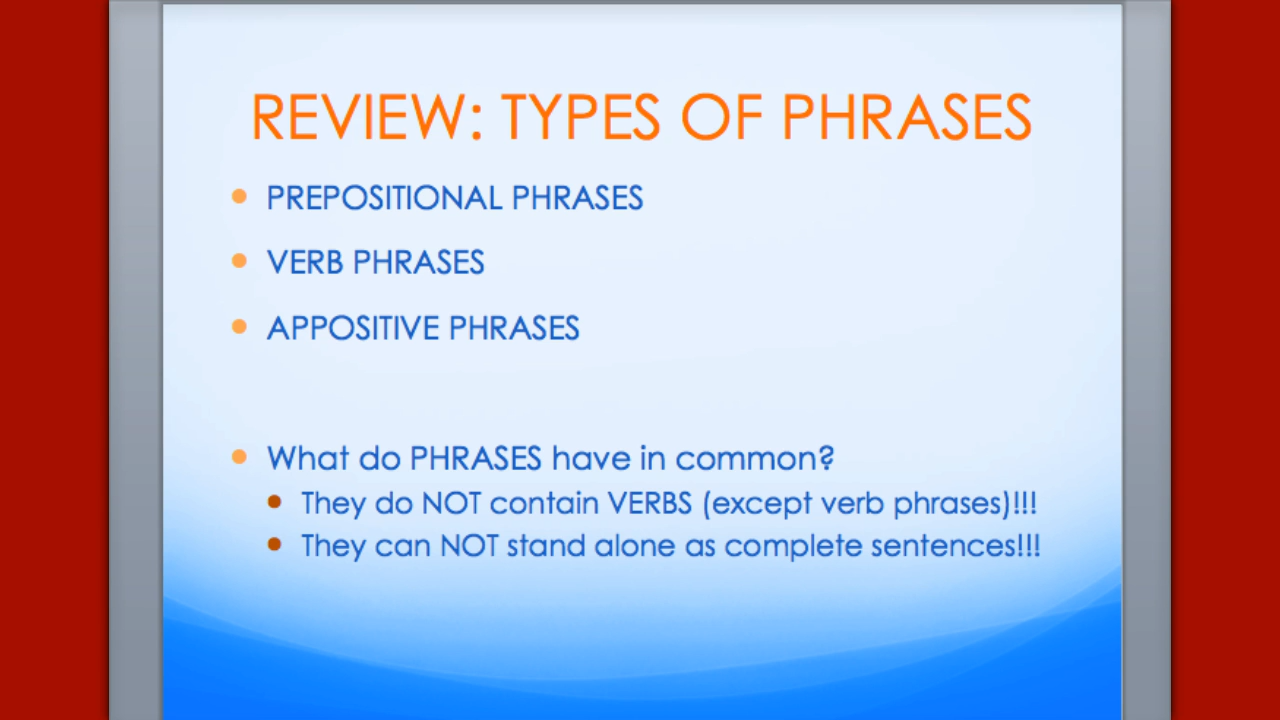 REVIEW: TYPES OF PHRASES
PREPOSITIONAL PHRASES
VERB PHRASES
APPOSITIVE PHRASES
What do PHRASES have in common?
They do NOT contain VERBS (except verb phrases)!!!
They can NOT stand alone as complete sentences!!!